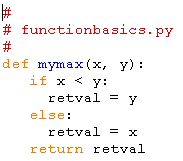 #
# functionbasics.py
#
def mymax(x, y):
    if x < y:
        retval = y
    else:
        retval = x
    return retval